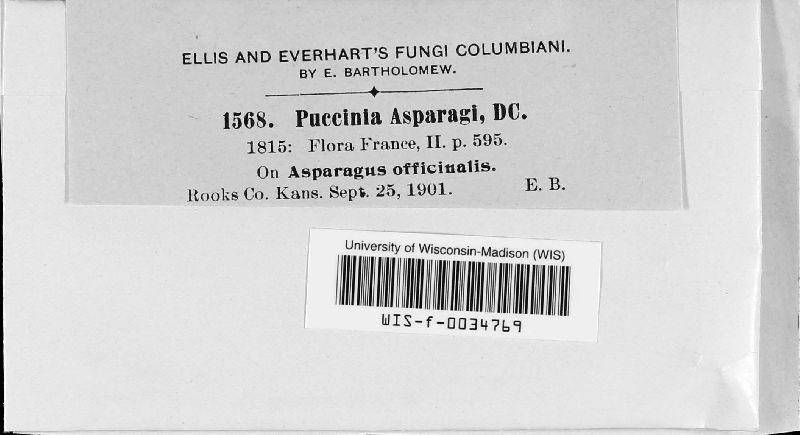 ELLIS AND EVERHART'S FUNGI COLUMBIANI.
BY E. BARTHOLOMEW.
1568. Puccinia Asparagi, DC.
1815: Flora France, II. p. 595.
On Asparagus officinalis.
Rooks Co. Kans. Sept. 25, 1901. E. B.
University of Wisconsin-Madison (WIS)
WIS-f-0034769